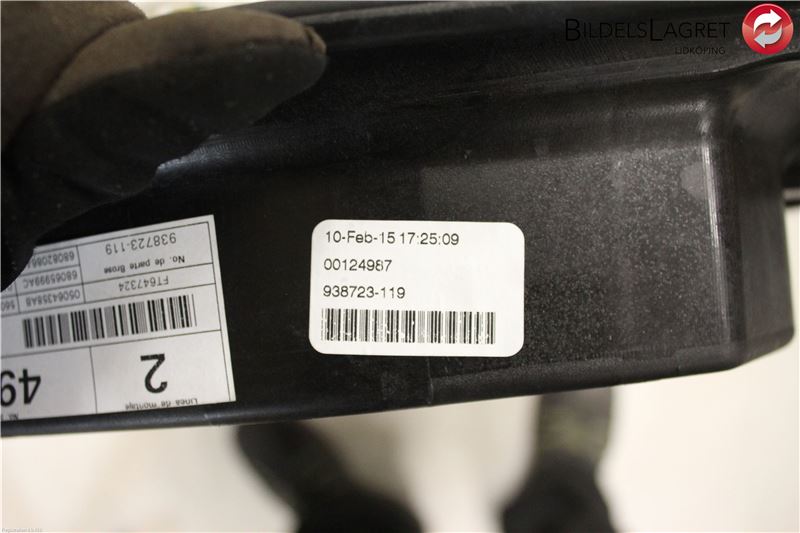 BILDELSLAGRET
LIDKÖPING
10-Feb-15 17:25:09
00124987
938723-119
938723-119
No. de parte Brose
FT647324
68065999AC
05064358AB
2
Linea de montaje
49